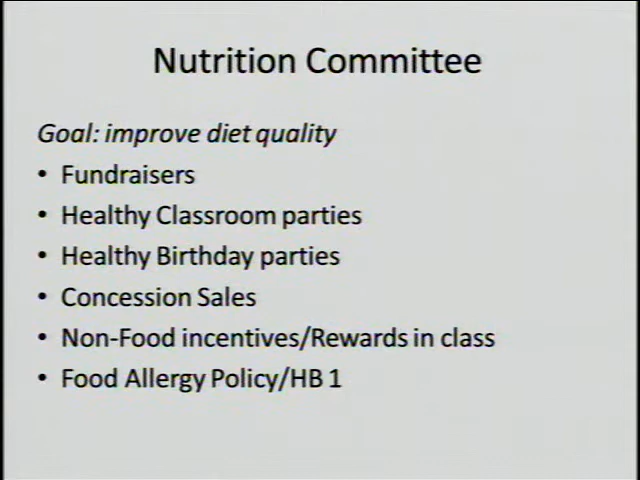 Nutrition Committee
Goal: improve diet quality
• Fundraisers
• Healthy Classroom parties
• Healthy Birthday parties
• Concession Sales
• Non-Food incentives/Rewards in class
• Food Allergy Policy/HB 1